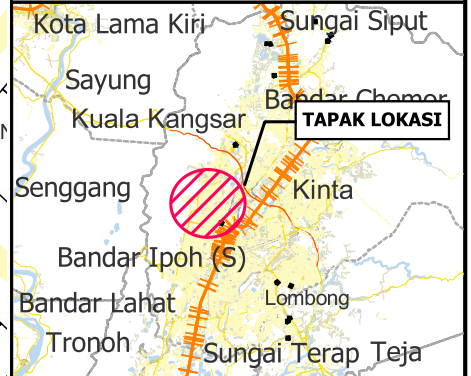 Kota Lama Kiri
Sungai Siput
Sayung
Bandar Chemor
Kuala Kangsar
TAPAK LOKASI
Senggang
Kinta
Bandar Ipoh (S)
Bandar Lahat
Lombong
Tronoh
Sungai Terap
Teja